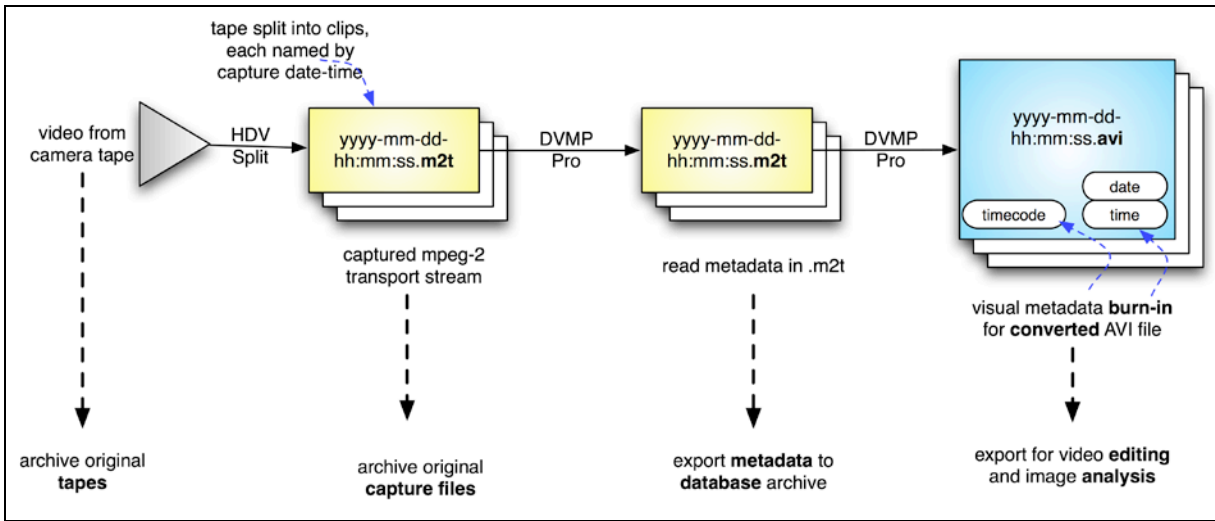 tape split into clips,
each named by
capture date-time
video from
camera tape
HDV
Split
yyyy-mm-dd-
hh:mm:ss.m2t
DVMP
Pro
yyyy-mm-dd-
hh:mm:ss.m2t
DVMP
Pro
yyyy-mm-dd-
hh:mm:ss.avi
timecode
date
time
captured mpeg-2
transport stream
read metadata in .m2t
visual metadata burn-in
for converted AVI file
archive original
tapes
archive original
capture files
export metadata to
database archive
export for video editing
and image analysis